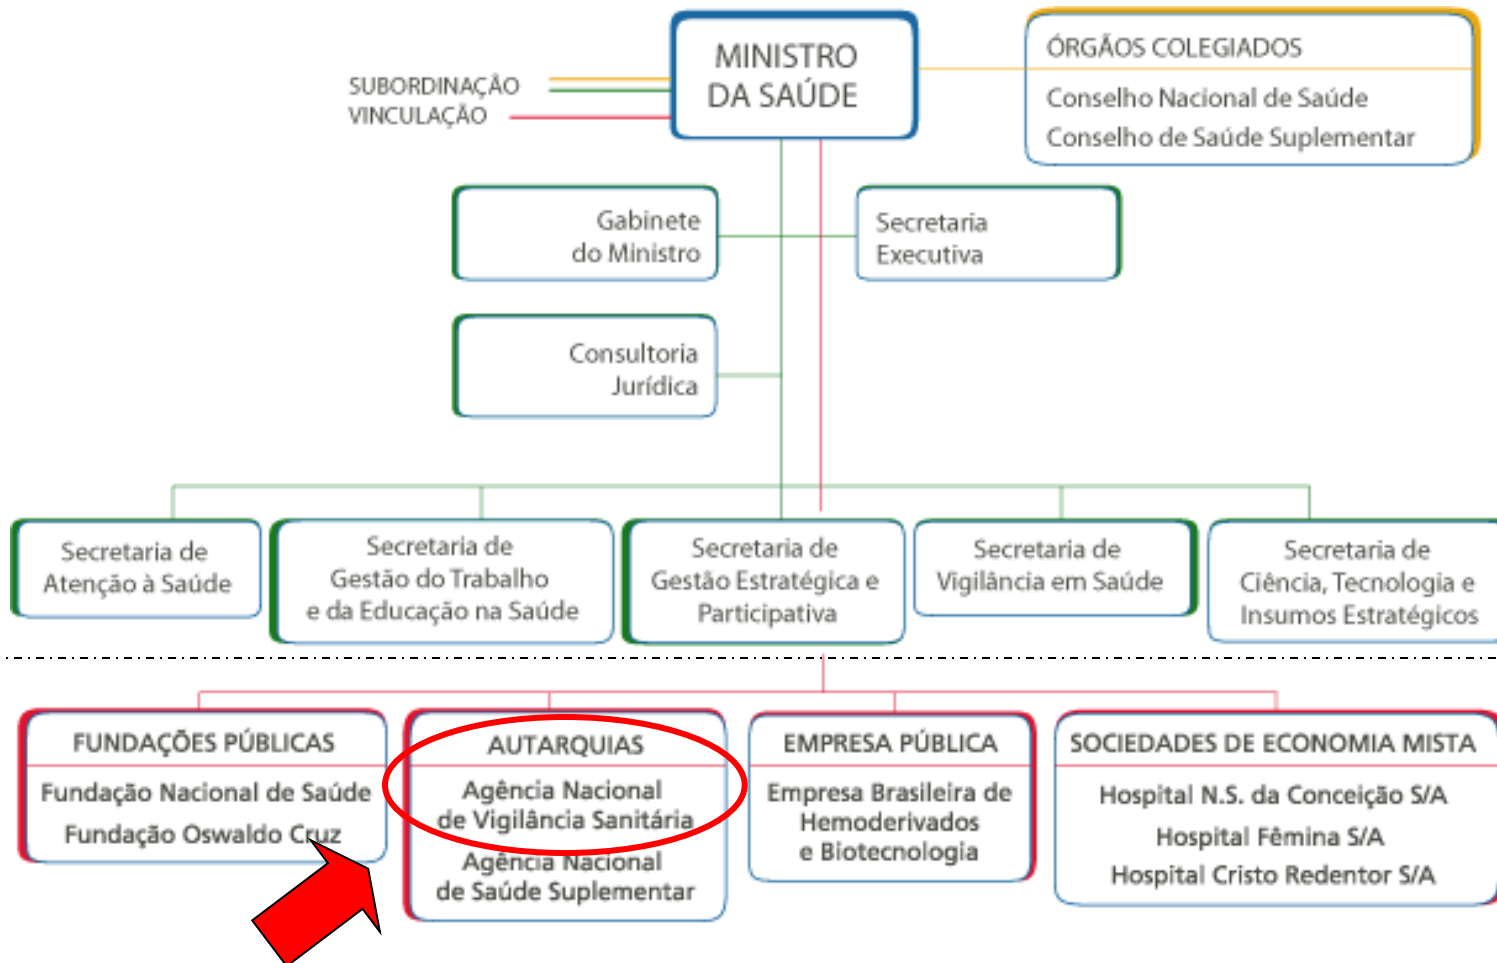 MINISTRO
DA SAÚDE
SUBORDINAÇÃO
VINCULAÇÃO
ÓRGÃOS COLEGIADOS
Conselho Nacional de Saúde
Conselho de Saúde Suplementar
Gabinete
do Ministro
Secretaria
Executiva
Consultoria
Jurídica
Secretaria de
Atenção à Saúde
Secretaria de
Gestão do Trabalho
e da Educação na Saúde
Secretaria de
Gestão Estratégica e
Participativa
Secretaria de
Vigilância em Saúde
Secretaria de
Ciência, Tecnologia e
Insumos Estratégicos
FUNDAÇÕES PÚBLICAS
Fundação Nacional de Saúde
Fundação Oswaldo Cruz
AUTARQUIAS
Agência Nacional
de Vigilância Sanitária
Agência Nacional
de Saúde Suplementar
EMPRESA PÚBLICA
Empresa Brasileira de
Hemoderivados
e Biotecnologia
SOCIEDADES DE ECONOMIA MISTA
Hospital N.S. da Conceição S/A
Hospital Fêmina S/A
Hospital Cristo Redentor S/A